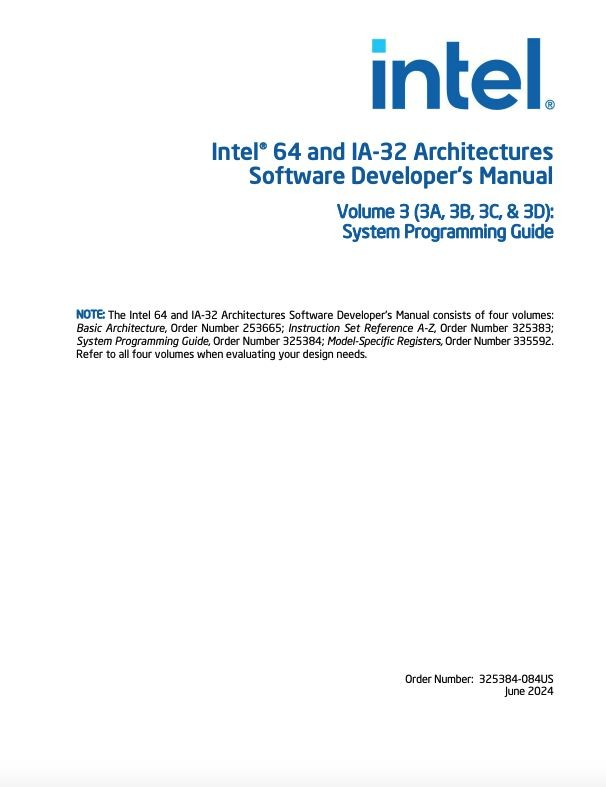 intel®
Intel® 64 and IA-32 Architectures
Software Developer's Manual
Volume 3 (3A, 3B, 3C, & 3D):
System Programming Guide
NOTE: The Intel 64 and IA-32 Architectures Software Developer's Manual consists of four volumes:
Basic Architecture, Order Number 253665; Instruction Set Reference A-Z, Order Number 325383;
System Programming Guide, Order Number 325384; Model-Specific Registers, Order Number 335592.
Refer to all four volumes when evaluating your design needs.
Order Number: 325384-084US
June 2024